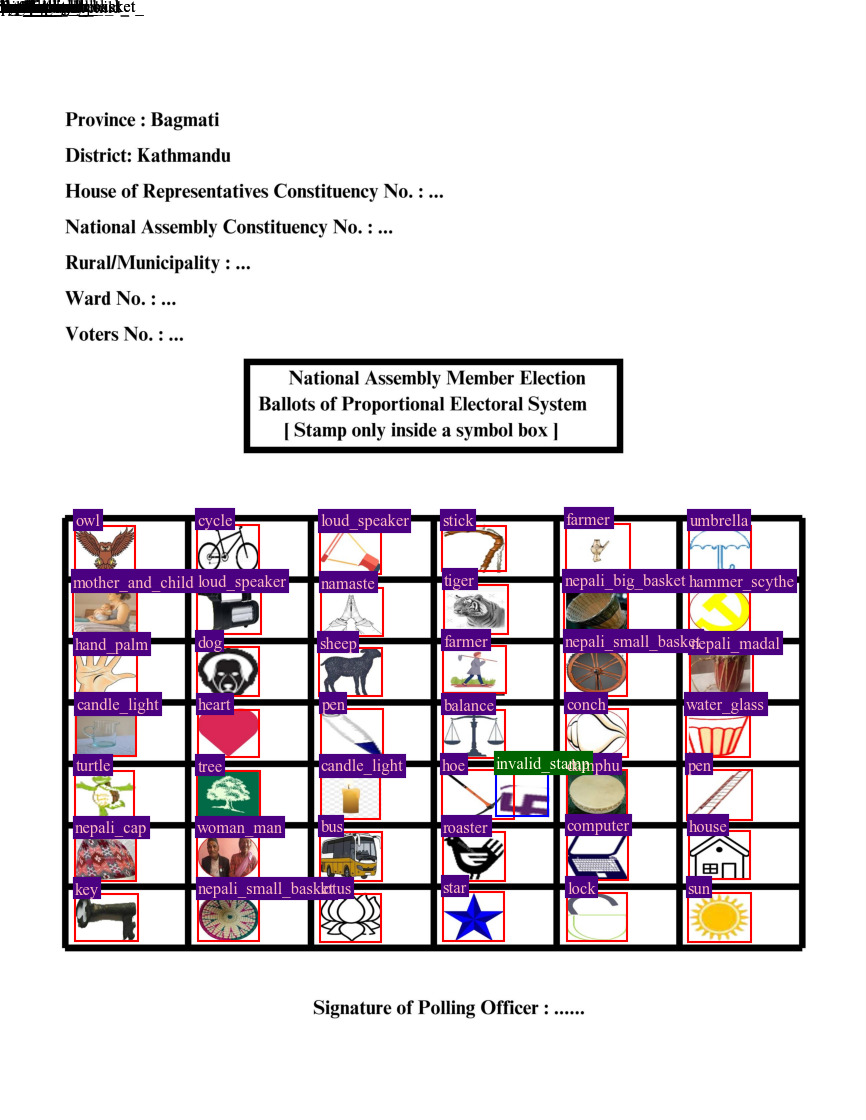 Province : Bagmati
District: Kathmandu
House of Representatives Constituency No. : ...
National Assembly Constituency No. : ...
Rural/Municipality : ...
Ward No. : ...
Voters No. : ...
National Assembly Member Election
Ballots of Proportional Electoral System
[ Stamp only inside a symbol box ]
owl cycle loud_speaker stick farmer umbrella
mother_and_child loud_speaker namaste tiger nepali_big_basket hammer_scythe
hand_palm dog sheep farmer nepali_small_basket nepali_madal
candle_light heart pen balance conch water_glass
turtle tree candle_light hoe invalid_stamp pen
nepali_cap woman_man bus roaster computer house
key nepali_small_basket star lock sun
Signature of Polling Officer : ......